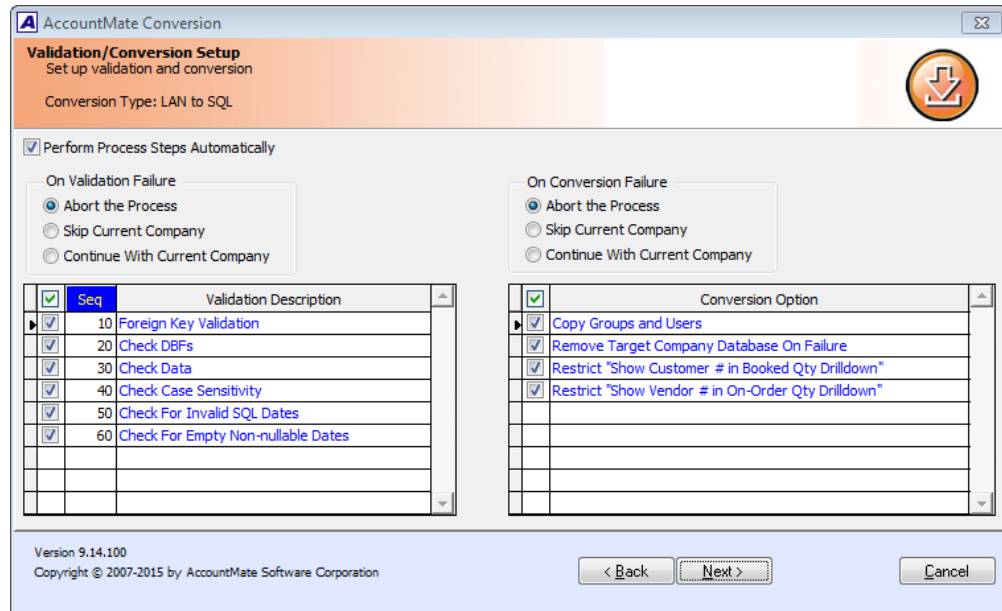 AccountMate Conversion
Validation/Conversion Setup
Set up validation and conversion
Conversion Type: LAN to SQL
Perform Process Steps Automatically
On Validation Failure
Abort the Process
Skip Current Company
Continue With Current Company
On Conversion Failure
Abort the Process
Skip Current Company
Continue With Current Company
Seq Validation Description
10 Foreign Key Validation
20 Check DBFs
30 Check Data
40 Check Case Sensitivity
50 Check For Invalid SQL Dates
60 Check For Empty Non-nullable Dates
Conversion Option
Copy Groups and Users
Remove Target Company Database On Failure
Restrict "Show Customer # in Booked Qty Drilldown"
Restrict "Show Vendor # in On-Order Qty Drilldown"
Version 9.14.100
Copyright © 2007-2015 by AccountMate Software Corporation
< Back Next > Cancel